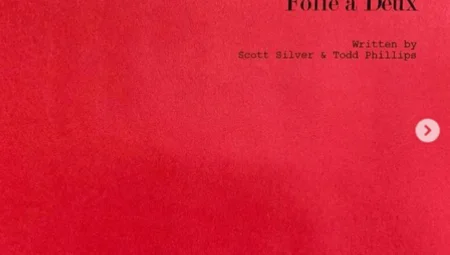 Folie à Deux
Written by
Scott Silver & Todd Phillips